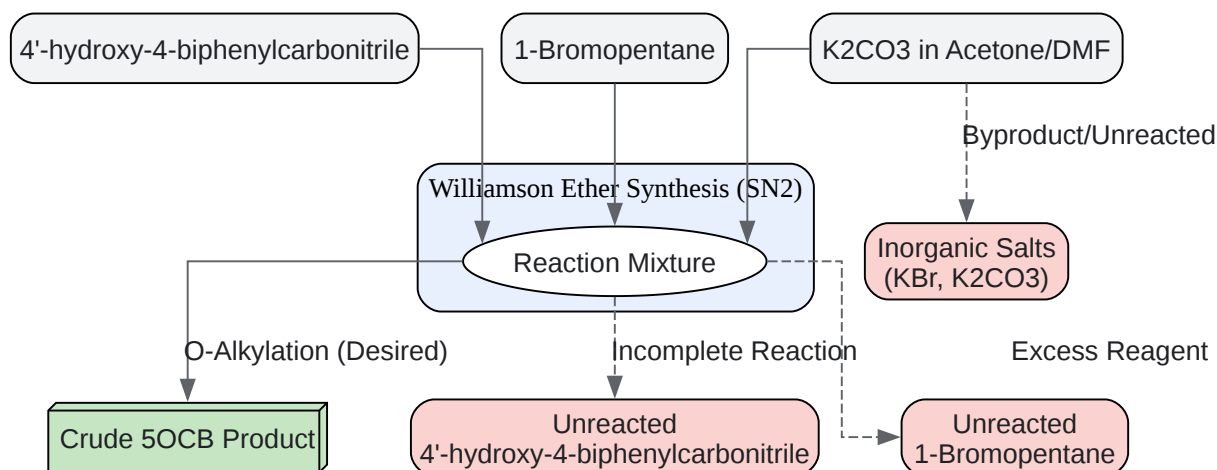 4'-hydroxy-4-biphenylcarbonitrile
1-Bromopentane
K2CO3 in Acetone/DMF
Byproduct/Unreacted
Williamson Ether Synthesis (SN2)
Reaction Mixture
Inorganic Salts
(KBr, K2CO3)
O-Alkylation (Desired)
Incomplete Reaction
Excess Reagent
Crude 5OCB Product
Unreacted
4'-hydroxy-4-biphenylcarbonitrile
Unreacted
1-Bromopentane